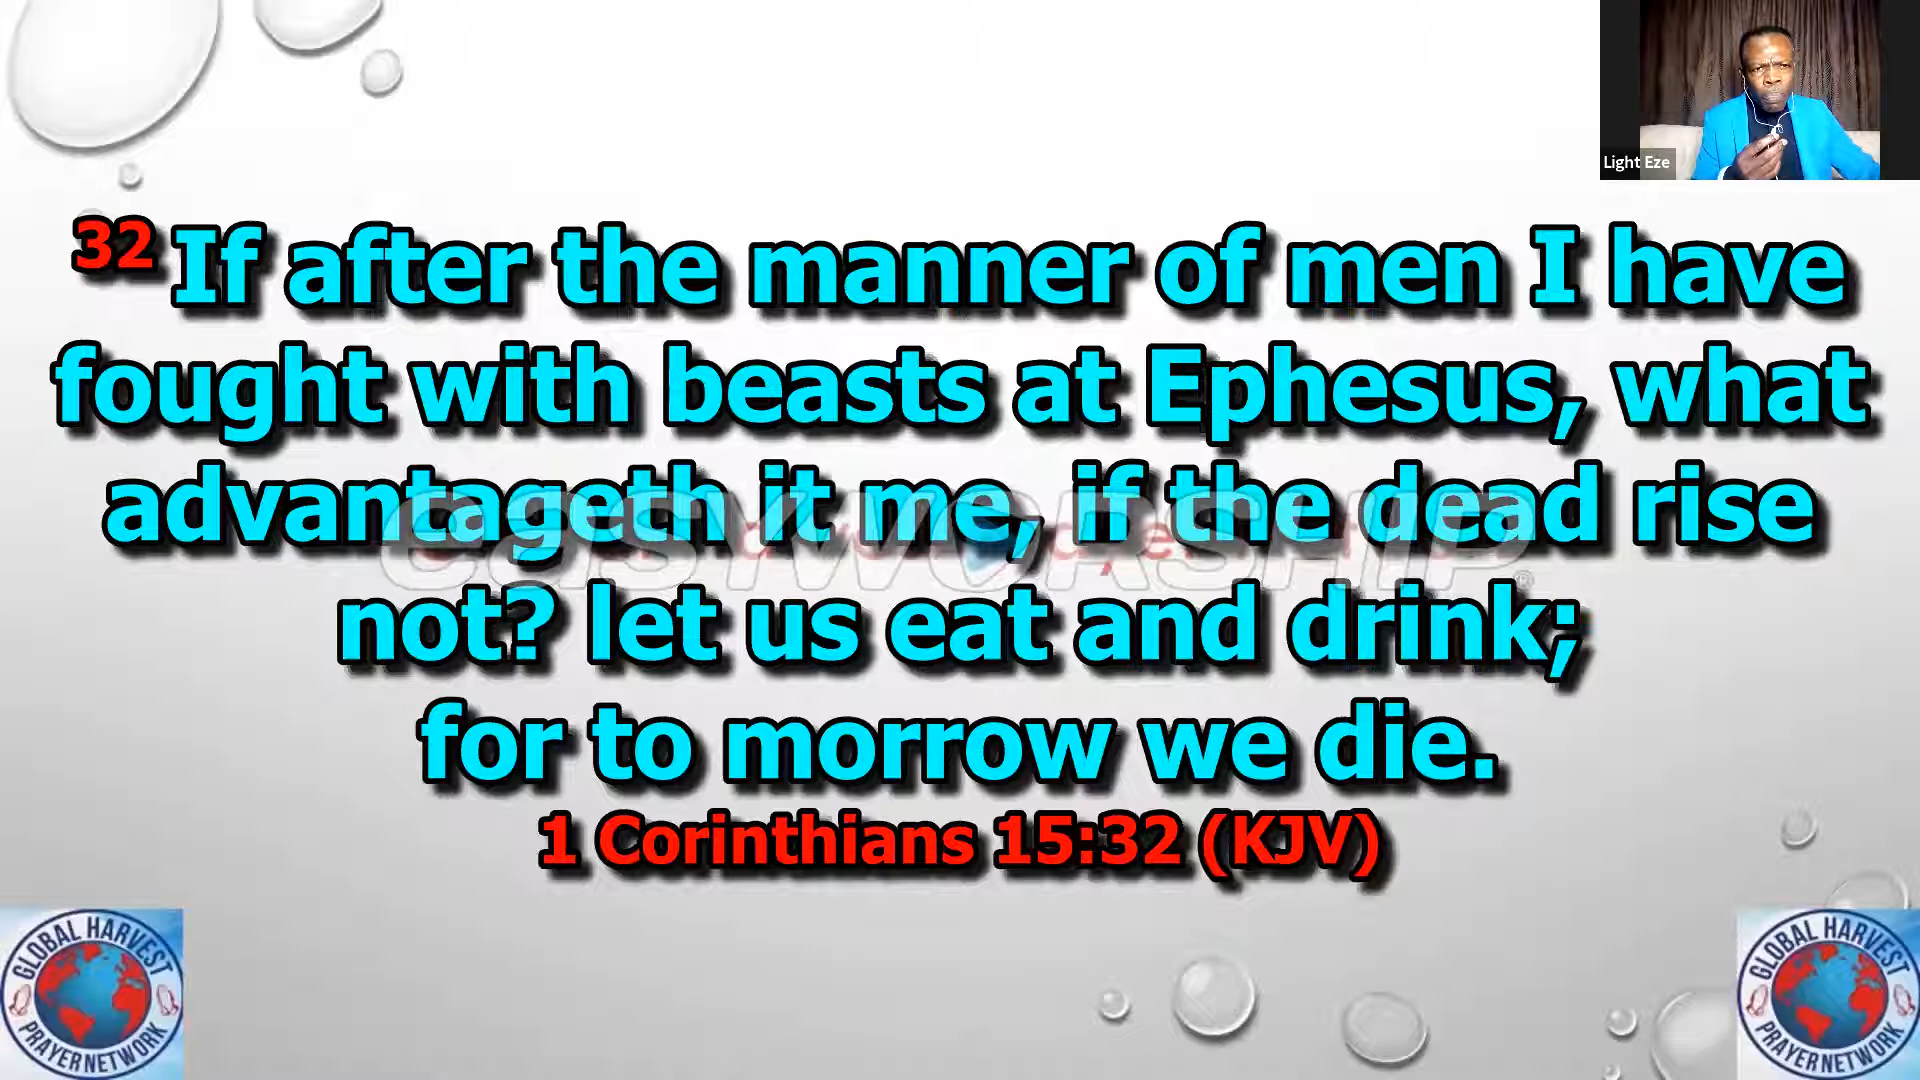 Light Eze
32 If after the manner of men I have
fought with beasts at Ephesus, what
advantageth it me, if the dead rise
not? let us eat and drink;
for to morrow we die.
1 Corinthians 15:32 (KJV)
easyworship®
GLOBAL HARVEST
PRAYERNETWORK
GLOBAL HARVEST
PRAYERNETWORK